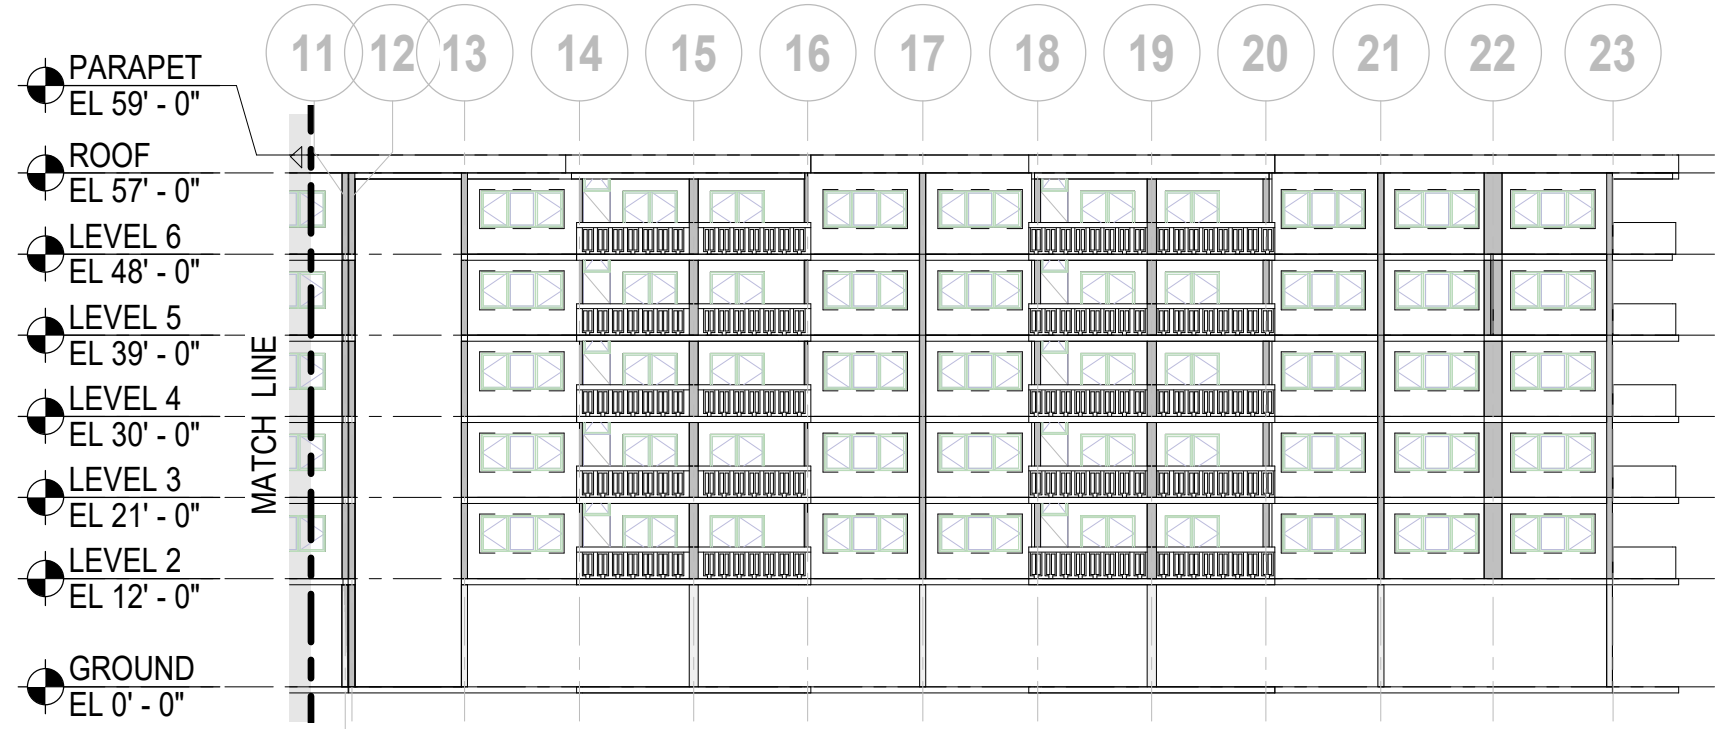 11 12 13 14 15 16 17 18 19 20 21 22 23
PARAPET
EL 59' - 0"
ROOF
EL 57' - 0"
LEVEL 6
EL 48' - 0"
LEVEL 5
EL 39' - 0"
LEVEL 4
EL 30' - 0"
LEVEL 3
EL 21' - 0"
LEVEL 2
EL 12' - 0"
GROUND
EL 0' - 0"
MATCH LINE